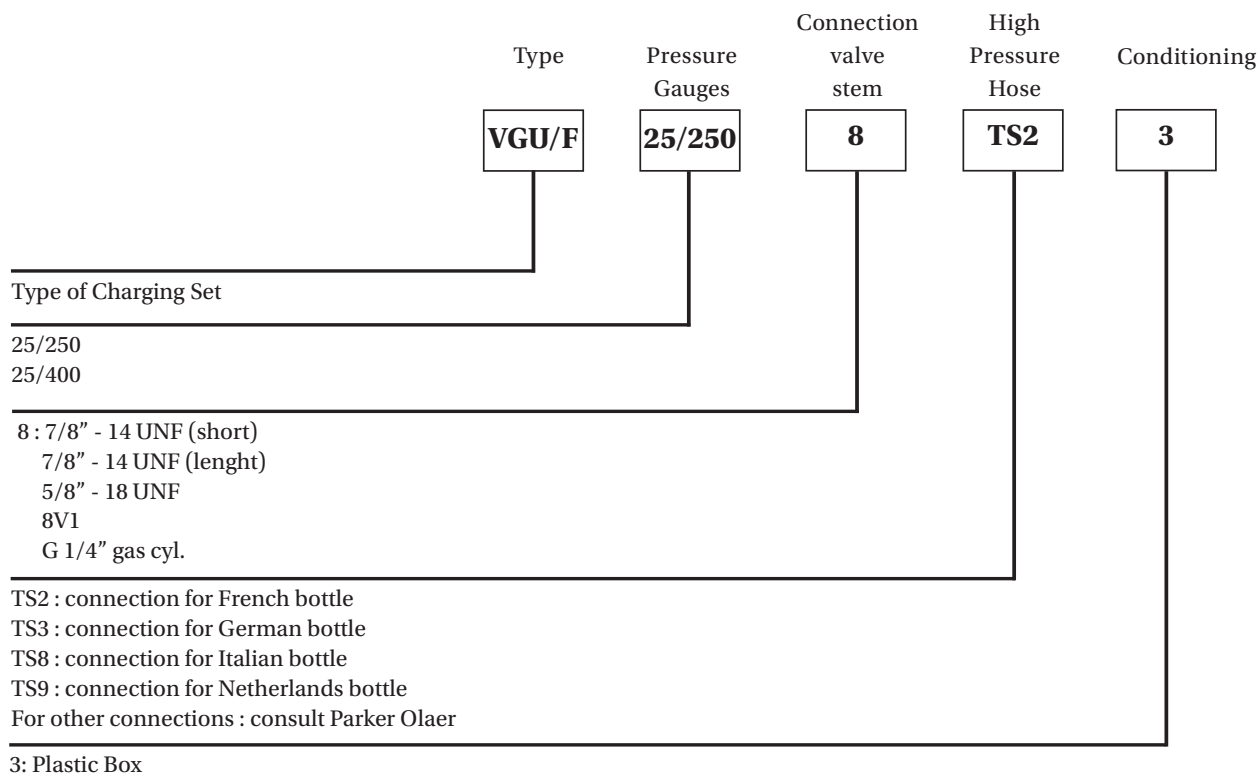 Type
Pressure
Gauges
Connection
valve
stem
High
Pressure
Hose
Conditioning
VGU/F
25/250
8
TS2
3
Type of Charging Set
25/250
25/400
8 : 7/8” - 14 UNF (short)
7/8” - 14 UNF (lenght)
5/8” - 18 UNF
8V1
G 1/4” gas cyl.
TS2 : connection for French bottle
TS3 : connection for German bottle
TS8 : connection for Italian bottle
TS9 : connection for Netherlands bottle
For other connections : consult Parker Olaer
3: Plastic Box